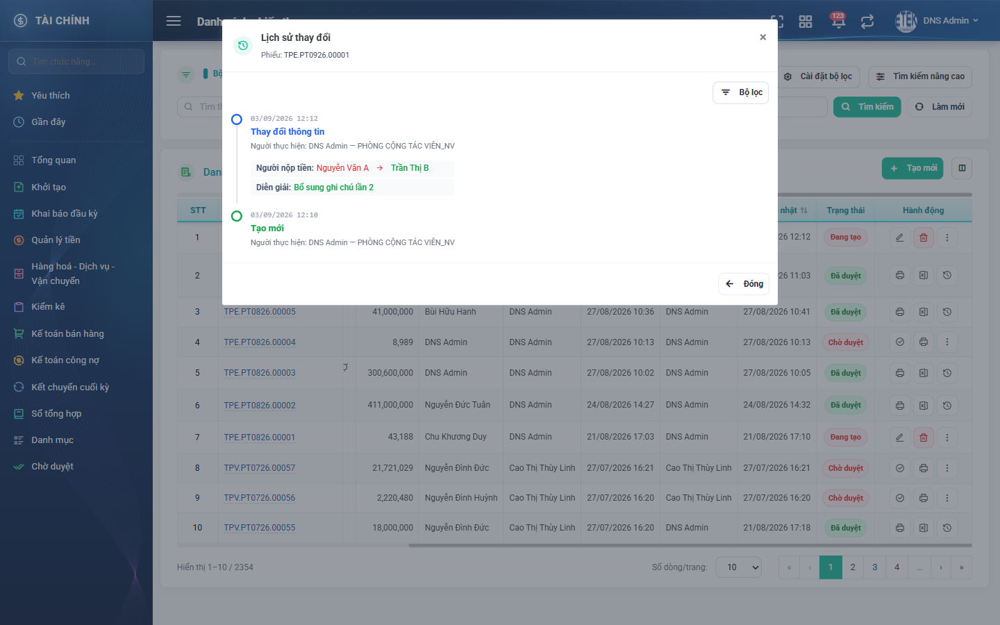 TÀI CHÍNH
DNS Admin
123
Tìm chức năng...
Yêu thích
Gần đây
Tổng quan
Khởi tạo
Khai báo đầu kỳ
Quản lý tiền
Hàng hoá - Dịch vụ -
Vận chuyển
Kiểm kê
Kế toán bán hàng
Kế toán công nợ
Kết chuyển cuối kỳ
Sổ tổng hợp
Danh mục
Chờ duyệt
Lịch sử thay đổi
×
Phiếu: TPE.PT0926.00001
Bộ lọc
03/09/2026 12:12
Thay đổi thông tin
Người thực hiện: DNS Admin — PHÒNG CỘNG TÁC VIÊN_NV
Người nộp tiền: Nguyễn Văn A → Trần Thị B
Diễn giải: Bổ sung ghi chú lần 2
03/09/2026 12:10
Tạo mới
Người thực hiện: DNS Admin — PHÒNG CỘNG TÁC VIÊN_NV
Đóng
Cài đặt bộ lọc
Tìm kiếm nâng cao
Tìm kiếm
Làm mới
Tạo mới
STT
nhật
Trạng thái
Hành động
1 26 12:12 Đang tạo
2 26 11:03 Đã duyệt
3 TPE.PT0826.00005 41,000,000 Bùi Hữu Hanh DNS Admin 27/08/2026 10:36 DNS Admin 27/08/2026 10:41 Đã duyệt
4 TPE.PT0826.00004 8,989 DNS Admin DNS Admin 27/08/2026 10:13 DNS Admin 27/08/2026 10:13 Chờ duyệt
5 TPE.PT0826.00003 300,600,000 DNS Admin DNS Admin 27/08/2026 10:02 DNS Admin 27/08/2026 10:05 Đã duyệt
6 TPE.PT0826.00002 411,000,000 Nguyễn Đức Tuân DNS Admin 24/08/2026 14:27 DNS Admin 24/08/2026 14:32 Đã duyệt
7 TPE.PT0826.00001 43,188 Chu Khương Duy DNS Admin 21/08/2026 17:03 DNS Admin 21/08/2026 17:10 Đang tạo
8 TPV.PT0726.00057 21,721,029 Nguyễn Đình Đức Cao Thị Thùy Linh 27/07/2026 16:21 Cao Thị Thùy Linh 27/07/2026 16:21 Chờ duyệt
9 TPV.PT0726.00056 2,220,480 Nguyễn Đình Huỳnh Cao Thị Thùy Linh 27/07/2026 16:20 Cao Thị Thùy Linh 27/07/2026 16:20 Chờ duyệt
10 TPV.PT0726.00055 18,000,000 Nguyễn Đình Đức Cao Thị Thùy Linh 27/07/2026 16:20 DNS Admin 21/08/2026 17:18 Đã duyệt
Hiển thị 1–10 / 2354
Số dòng/trang: 10
« ‹ 1 2 3 4 ... › »